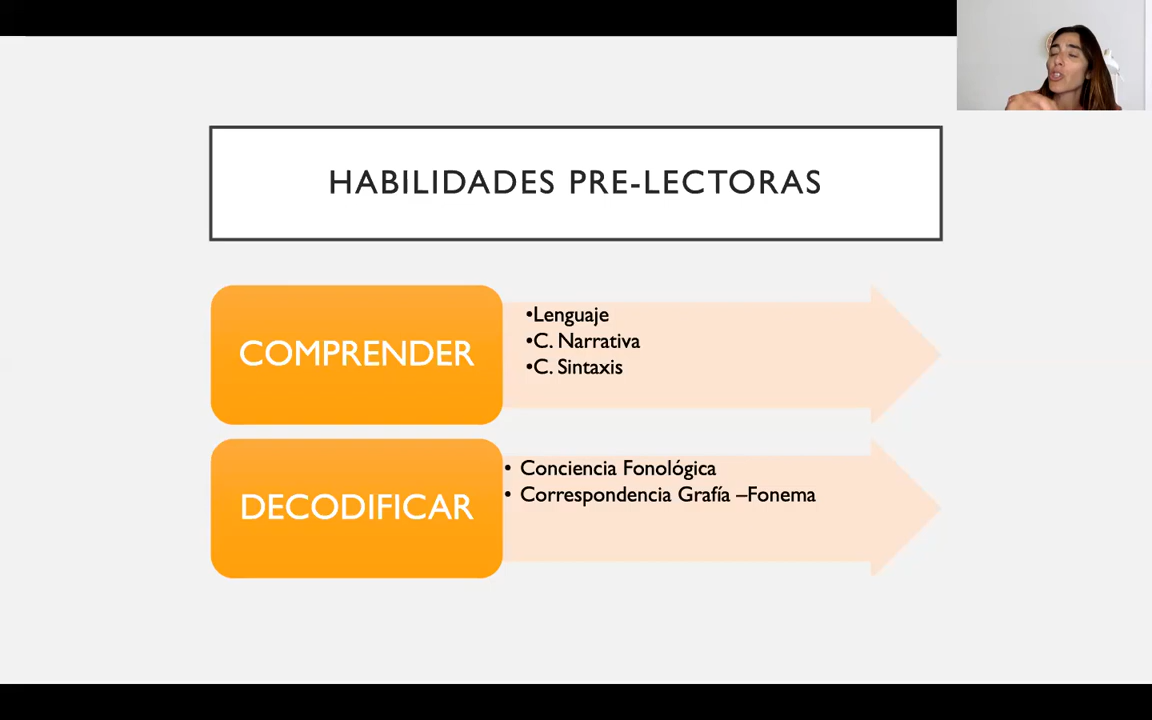 HABILIDADES PRE-LECTORAS
COMPRENDER
•Lenguaje
•C. Narrativa
•C. Sintaxis
DECODIFICAR
• Conciencia Fonológica
• Correspondencia Grafía –Fonema